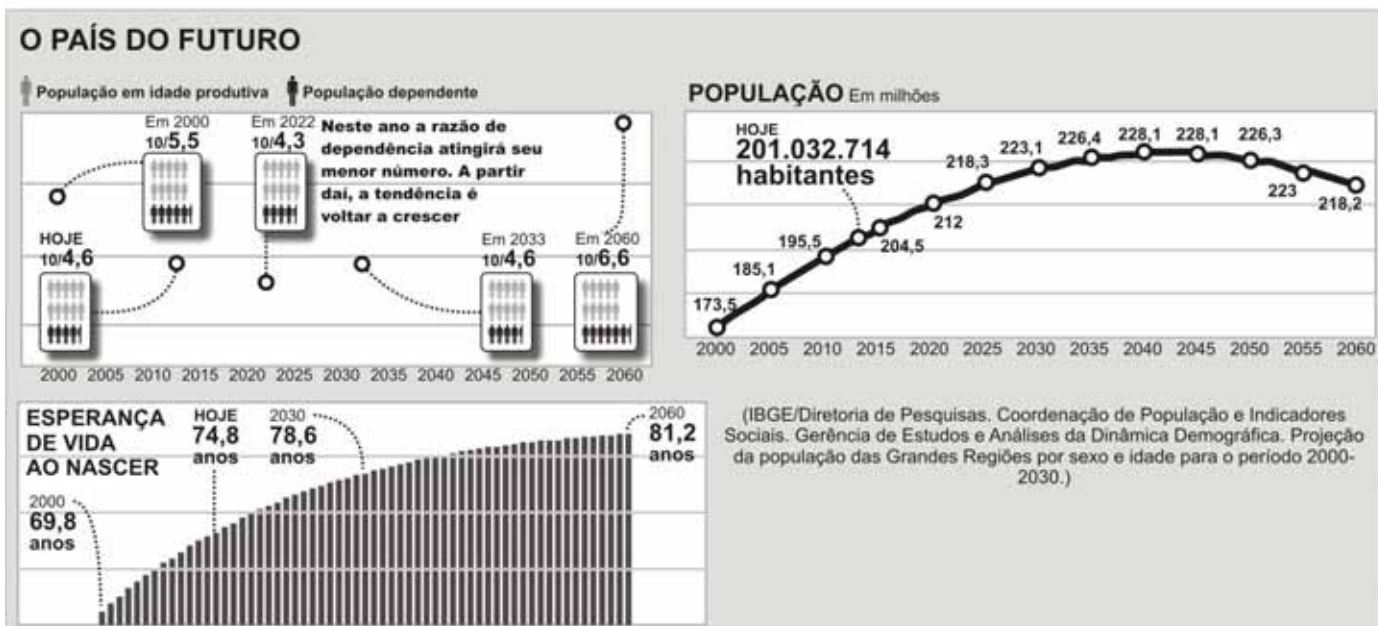 O PAÍS DO FUTURO
População em idade produtiva
População dependente
Em 2000
10/5,5
Em 2022
10/4,3
Neste ano a razão de
dependência atingirá seu
menor número. A partir
daí, a tendência é
voltar a crescer
HOJE
10/4,6
Em 2033
10/4,6
Em 2060
10/6,6
2000 2005 2010 2015 2020 2025 2030 2035 2040 2045 2050 2055 2060
POPULAÇÃO Em milhões
HOJE
201.032.714
habitantes
173,5
185,1
195,5
204,5
212
218,3
223,1
226,4
228,1
228,1
226,3
223
218,2
2000 2005 2010 2015 2020 2025 2030 2035 2040 2045 2050 2055 2060
ESPERANÇA
DE VIDA
AO NASCER
2000
69,8
anos
HOJE
74,8
anos
2030
78,6
anos
2060
81,2
anos
(IBGE/Diretoria de Pesquisas. Coordenação de População e Indicadores
Sociais. Gerência de Estudos e Análises da Dinâmica Demográfica. Projeção
da população das Grandes Regiões por sexo e idade para o período 2000-
2030.)